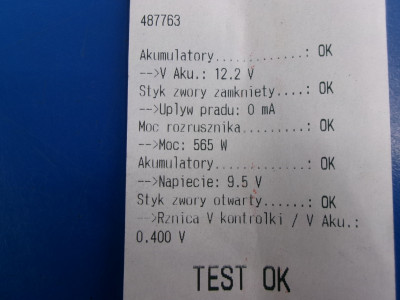 487763
Akumulatory.............: OK
-->V Aku.: 12.2 V
Styk zwory zamkniety....: OK
-->Uplyw pradu: 0 mA
Moc rozrusznika.........: OK
-->Moc: 565 W
Akumulatory.............: OK
-->Napiecie: 9.5 V
Styk zwory otwarty......: OK
-->Rznica V kontrolki / V Aku.:
0.400 V
TEST OK